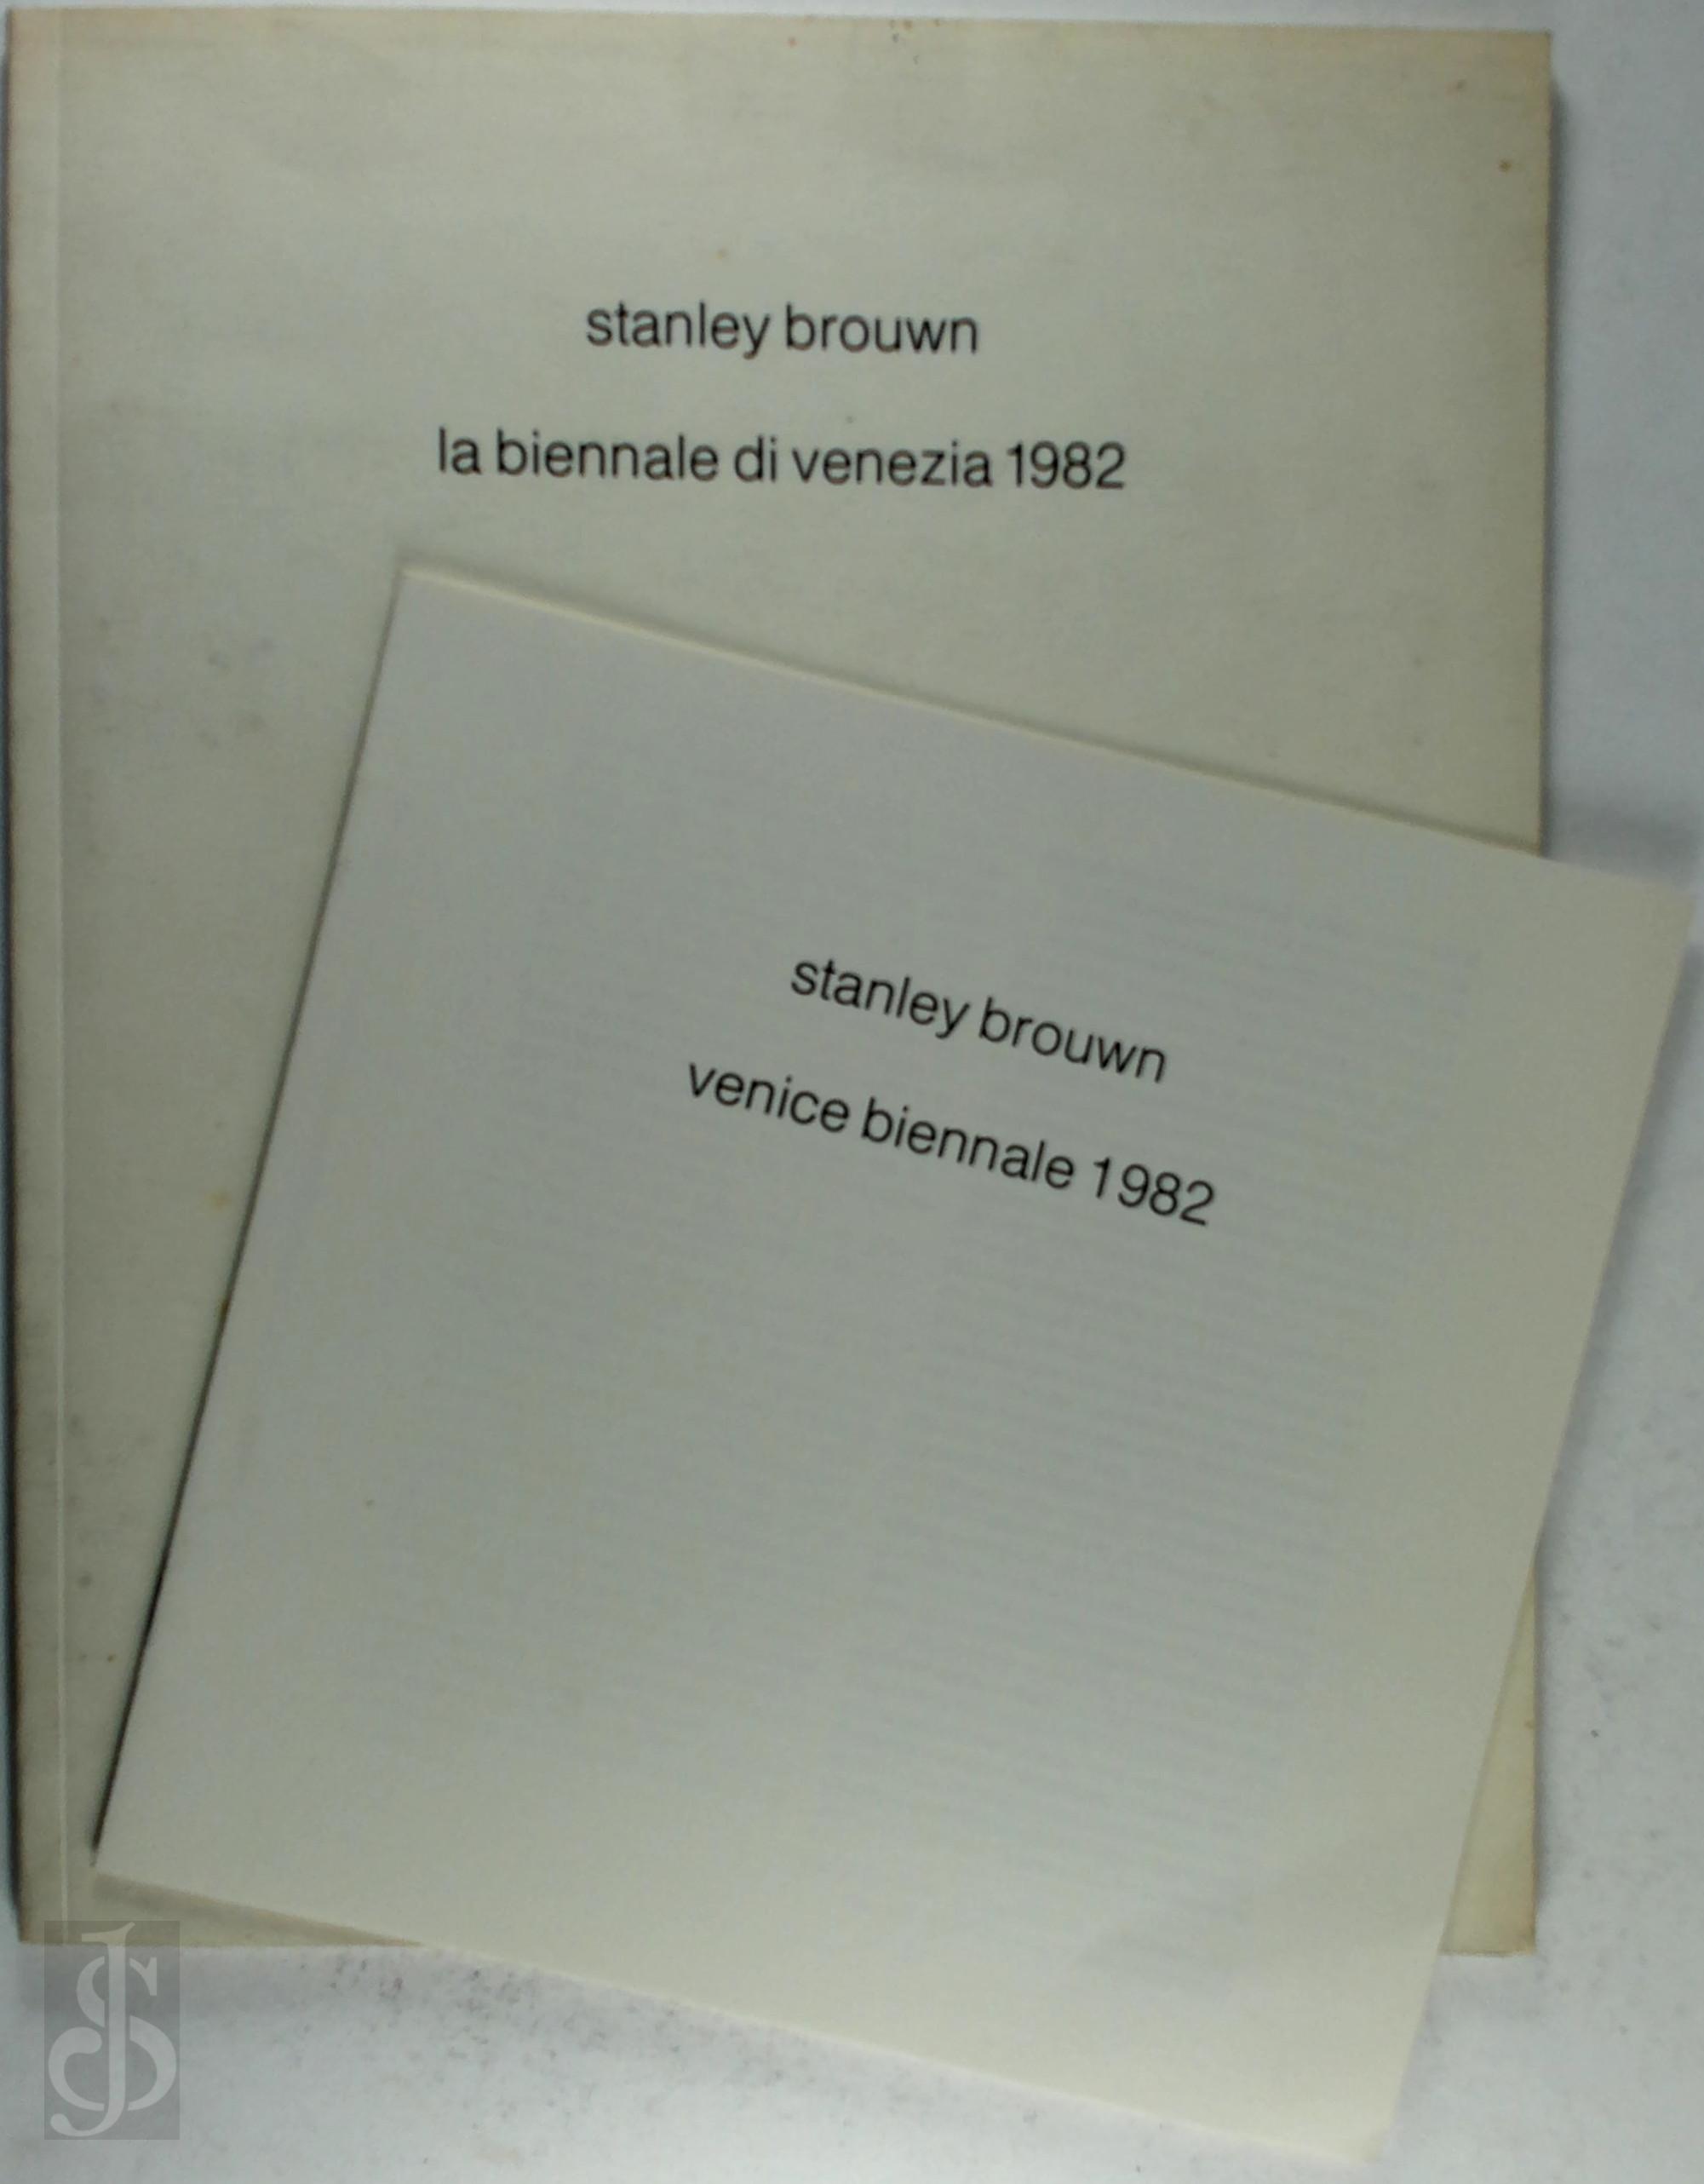 stanley brouwn
la biennale di venezia 1982
stanley brouwn
venice biennale 1982